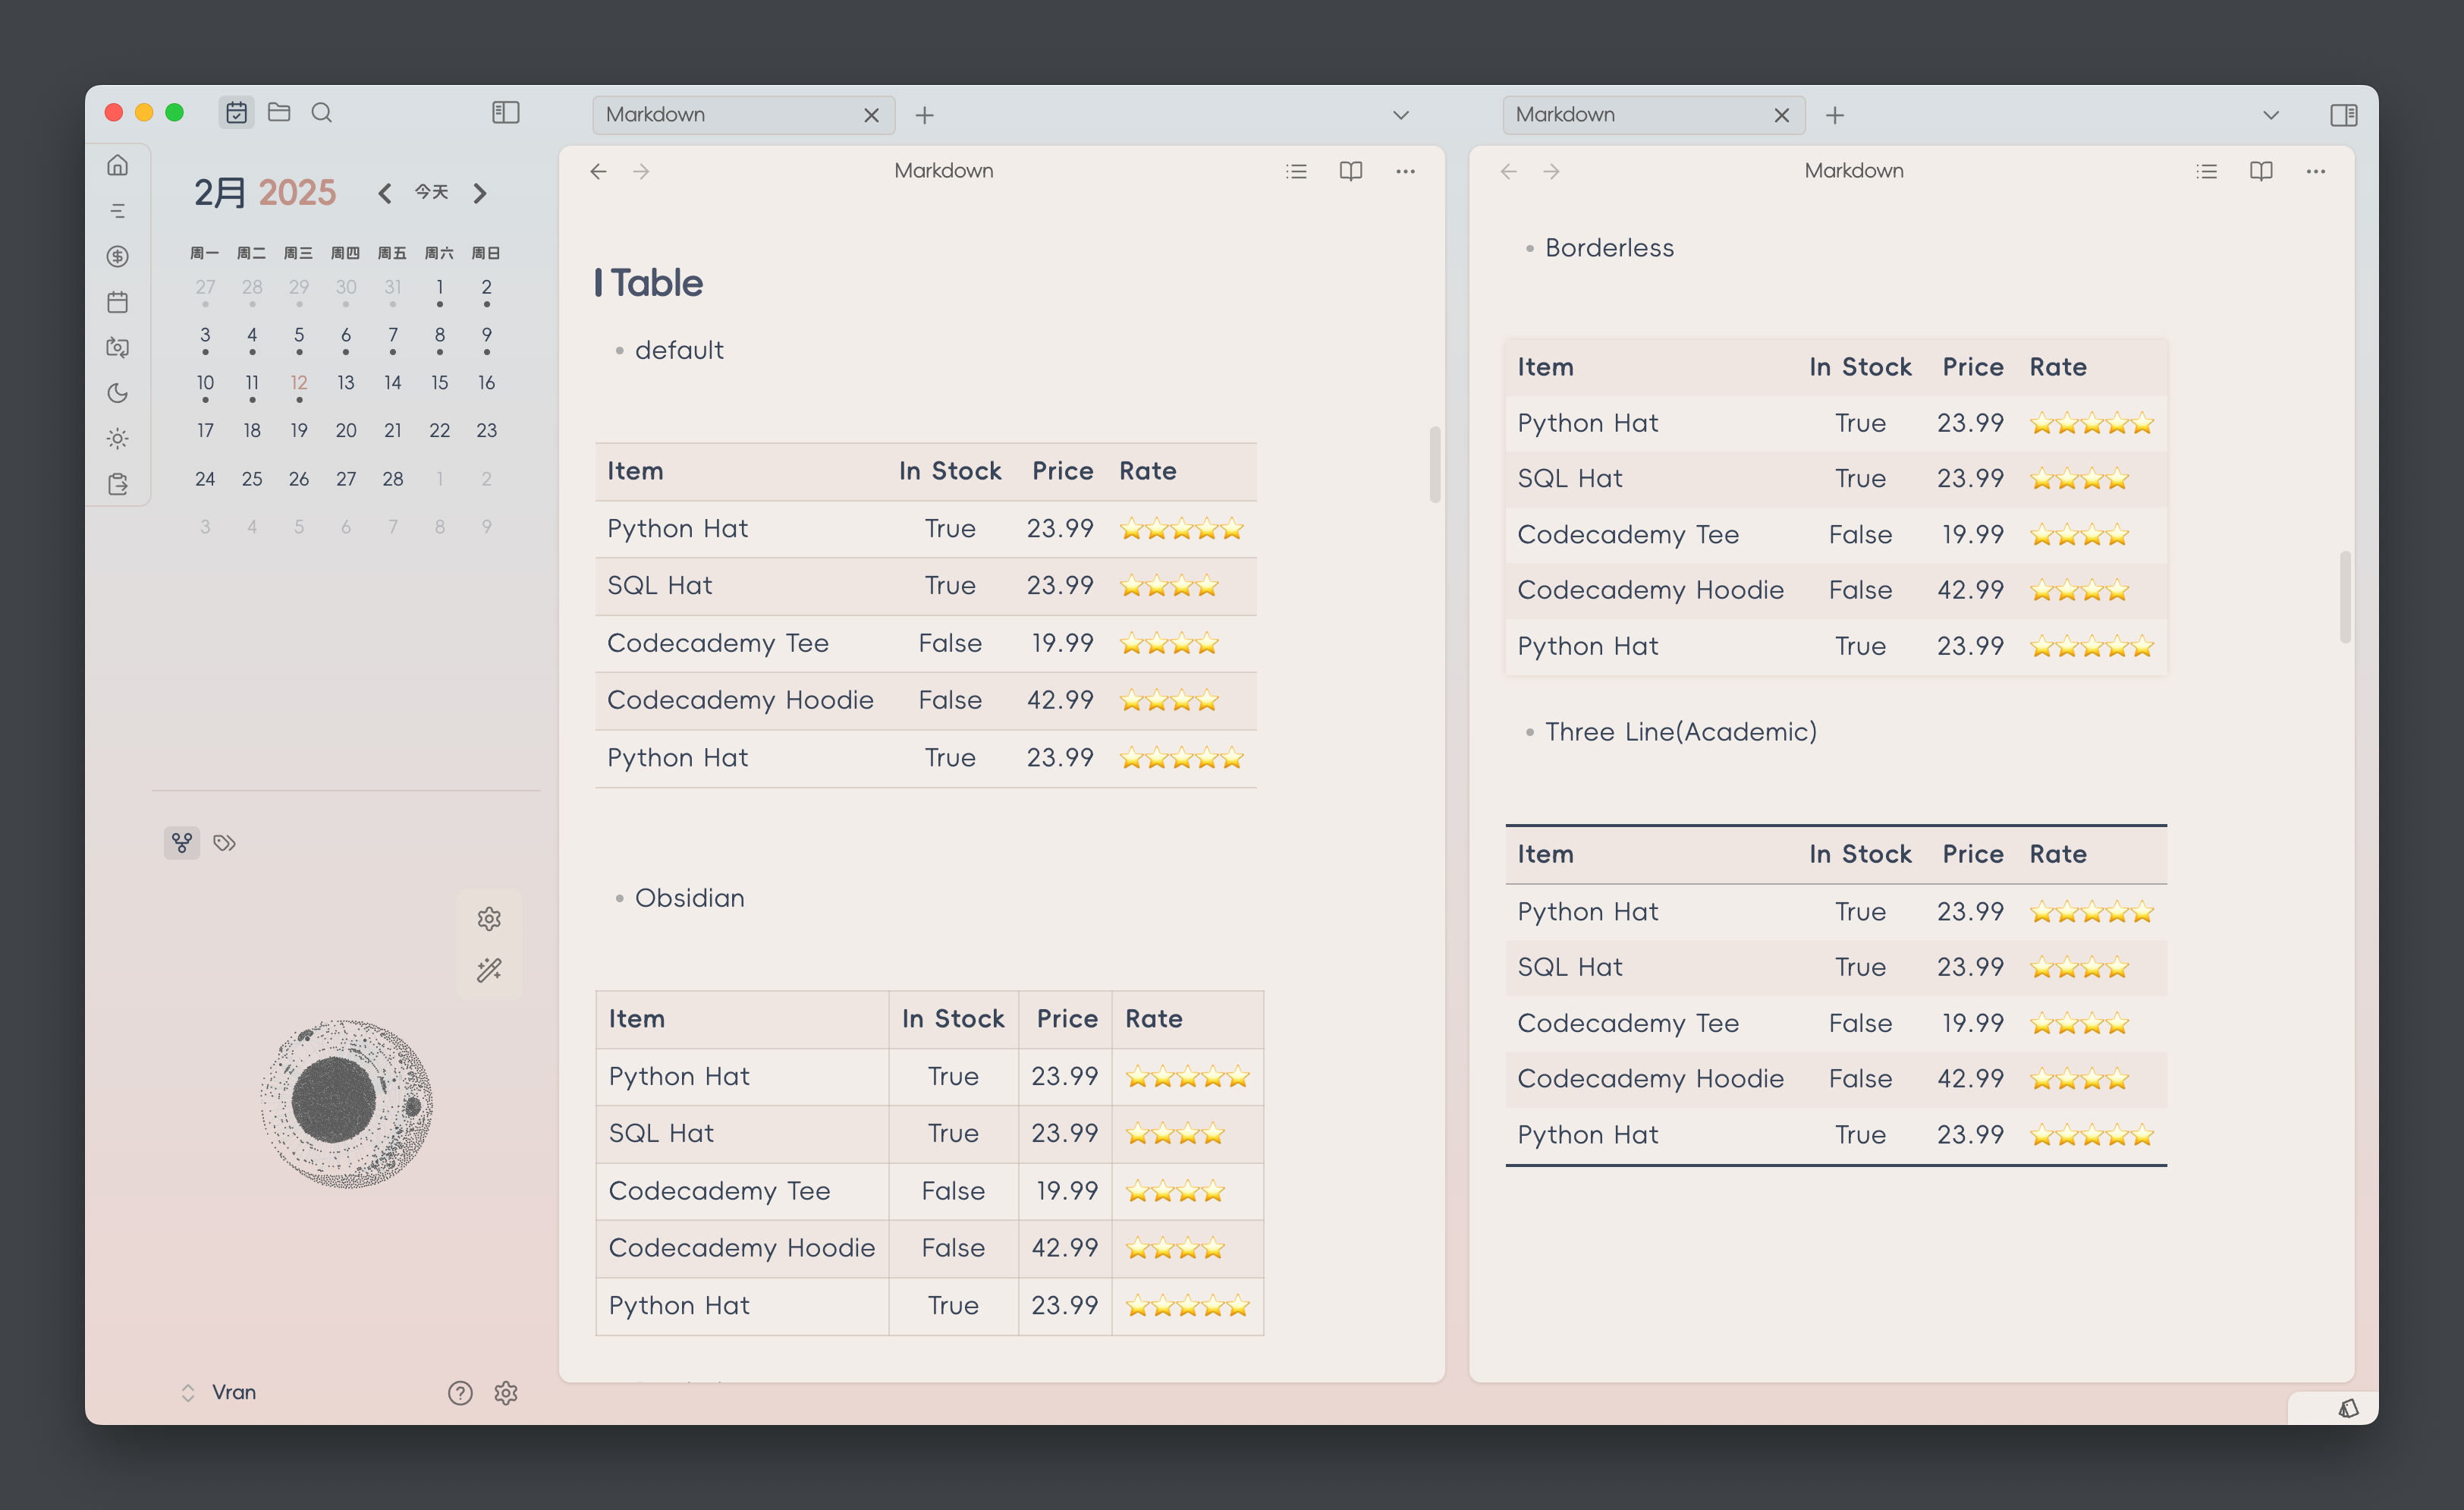 2月 2025 今天
周一 周二 周三 周四 周五 周六 周日
27 28 29 30 31 1 2
3 4 5 6 7 8 9
10 11 12 13 14 15 16
17 18 19 20 21 22 23
24 25 26 27 28 1 2
3 4 5 6 7 8 9
Vran
Markdown
Markdown
Table
default
Item In Stock Price Rate
Python Hat True 23.99 ⭐⭐⭐⭐⭐
SQL Hat True 23.99 ⭐⭐⭐⭐
Codecademy Tee False 19.99 ⭐⭐⭐⭐
Codecademy Hoodie False 42.99 ⭐⭐⭐⭐
Python Hat True 23.99 ⭐⭐⭐⭐⭐
Obsidian
Item In Stock Price Rate
Python Hat True 23.99 ⭐⭐⭐⭐⭐
SQL Hat True 23.99 ⭐⭐⭐⭐
Codecademy Tee False 19.99 ⭐⭐⭐⭐
Codecademy Hoodie False 42.99 ⭐⭐⭐⭐
Python Hat True 23.99 ⭐⭐⭐⭐⭐
Markdown
Markdown
Borderless
Item In Stock Price Rate
Python Hat True 23.99 ⭐⭐⭐⭐⭐
SQL Hat True 23.99 ⭐⭐⭐⭐
Codecademy Tee False 19.99 ⭐⭐⭐⭐
Codecademy Hoodie False 42.99 ⭐⭐⭐⭐
Python Hat True 23.99 ⭐⭐⭐⭐⭐
Three Line(Academic)
Item In Stock Price Rate
Python Hat True 23.99 ⭐⭐⭐⭐⭐
SQL Hat True 23.99 ⭐⭐⭐⭐
Codecademy Tee False 19.99 ⭐⭐⭐⭐
Codecademy Hoodie False 42.99 ⭐⭐⭐⭐
Python Hat True 23.99 ⭐⭐⭐⭐⭐